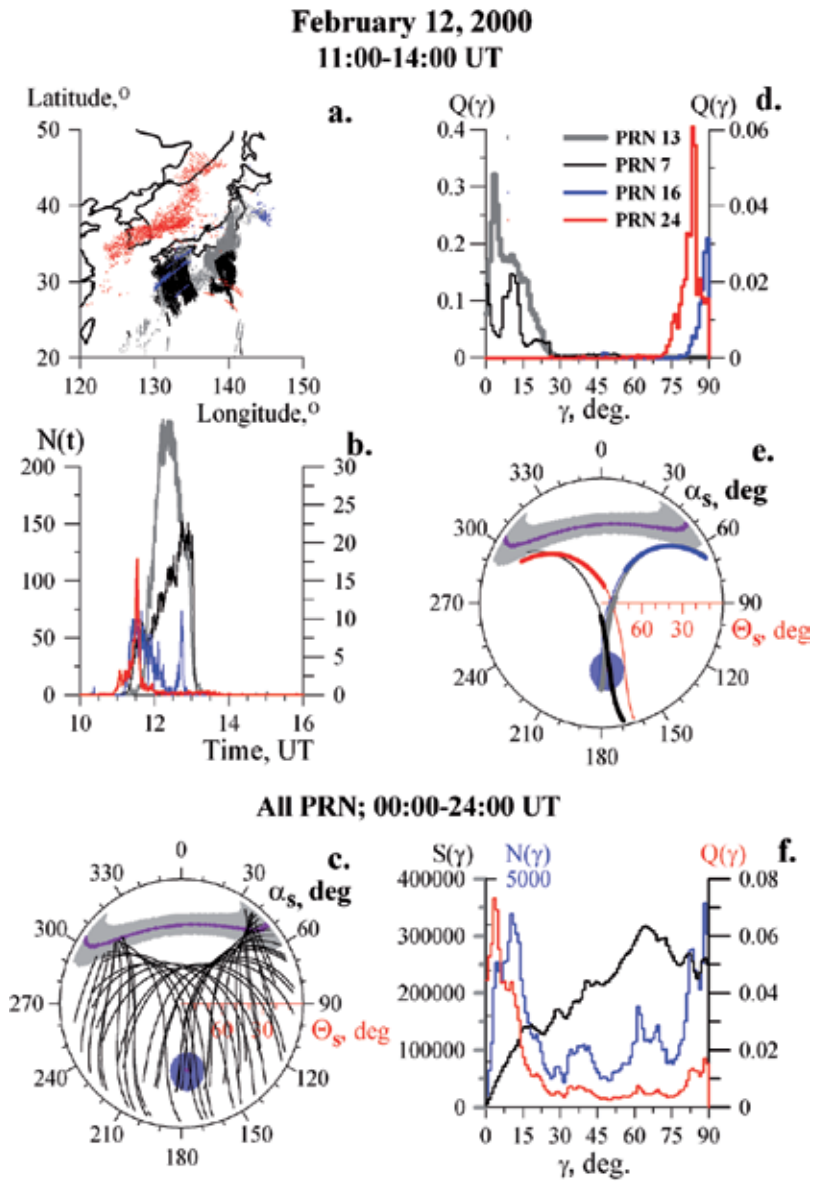 February 12, 2000
11:00-14:00 UT
Latitude,O
a.
50
40
30
20
120 130 140 150
Longitude,O
Q(γ) Q(γ) d.
0.4 0.06
0.3 0.04
0.2
0.1 0.02
0 0
PRN 13
PRN 7
PRN 16
PRN 24
0 15 30 45 60 75 90
γ, deg.
N(t) b.
200 30
25
150 20
100 15
10
50 5
0 0
10 12 14 16
Time, UT
e.
0
330 30
αs, deg
300 60
270 90
60 30 Θs, deg
240 120
210 150
180
All PRN; 00:00-24:00 UT
c.
0
330 30
αs, deg
300 60
270 90
60 30 Θs, deg
240 120
210 150
180
S(γ) N(γ) Q(γ) f.
5000
400000 0.08
300000 0.06
200000 0.04
100000 0.02
0 0
0 15 30 45 60 75 90
γ, deg.